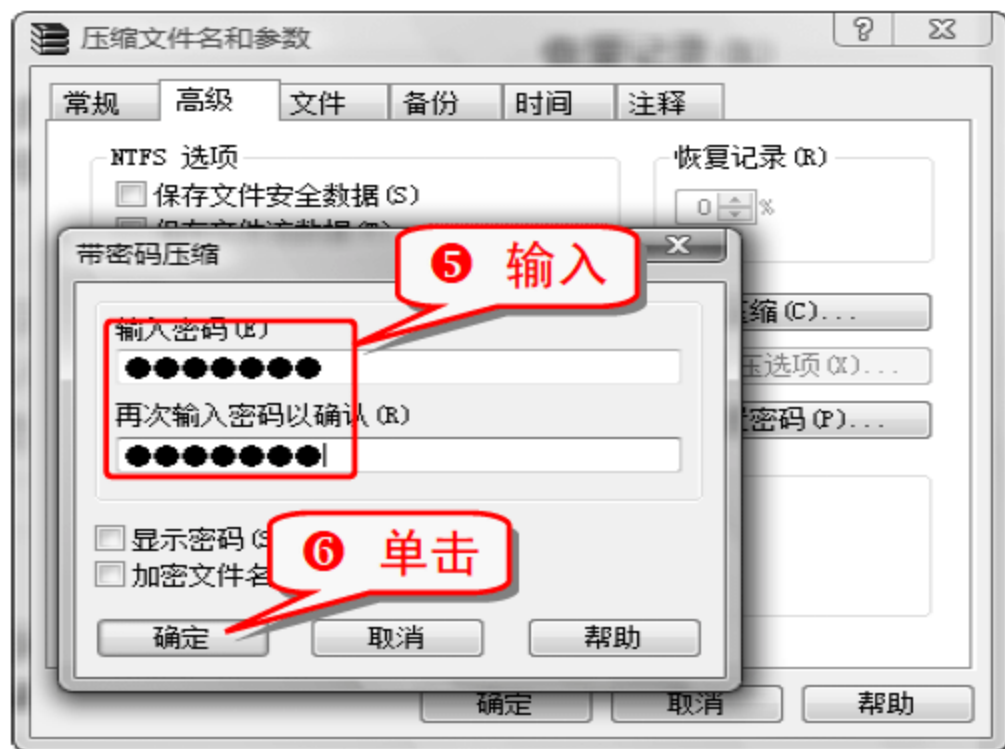 压缩文件名和参数
常规 高级 文件 备份 时间 注释
NTFS 选项
保存文件安全数据(S)
恢复记录(R)
0 %
带密码压缩
❺ 输入
输入密码(E)
●●●●●●●
再次输入密码以确认(R)
●●●●●●●
缩(C)...
压选项(X)...
密码(P)...
显示密码(S
加密文件名
❻ 单击
确定 取消 帮助
确定 取消 帮助